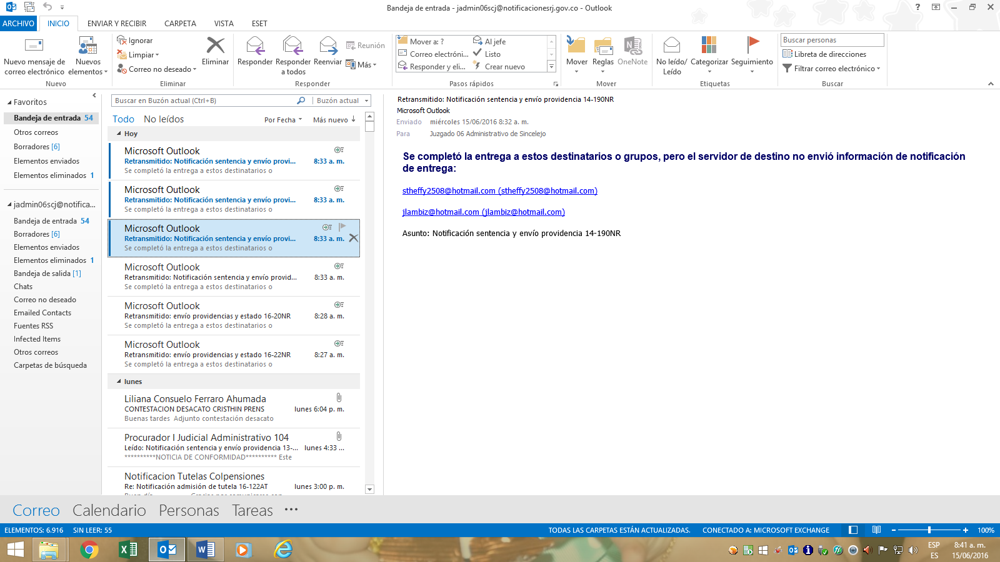 Bandeja de entrada - jadmin06scj@notificacionesrj.gov.co - Outlook
ARCHIVO INICIO ENVIAR Y RECIBIR CARPETA VISTA ESET
Nuevo mensaje de correo electrónico
Nuevos elementos
Nuevo
Ignorar
Limpiar
Correo no deseado
Eliminar
Eliminar
Responder
Responder a todos
Reenviar
Reunión
Más
Responder
Mover a: ?
Correo electróni...
Responder y eli...
Al jefe
Listo
Crear nuevo
Pasos rápidos
Mover
Reglas
OneNote
Mover
No leído/ Leído
Categorizar
Seguimiento
Etiquetas
Buscar personas
Libreta de direcciones
Filtrar correo electrónico
Buscar
Favoritos
Bandeja de entrada 54
Otros correos
Borradores [6]
Elementos enviados
Elementos eliminados 1
jadmin06scj@notifica...
Bandeja de entrada 54
Borradores [6]
Elementos enviados
Elementos eliminados 1
Bandeja de salida [1]
Chats
Correo no deseado
Emailed Contacts
Fuentes RSS
Infected Items
Otros correos
Carpetas de búsqueda
Buscar en Buzón actual (Ctrl+B)
Buzón actual
Todo No leídos Por Fecha Más nuevo
Hoy
Microsoft Outlook
Retransmitido: Notificación sentencia y envío provi... 8:33 a. m.
Se completó la entrega a estos destinatarios o
Microsoft Outlook
Retransmitido: Notificación sentencia y envío provi... 8:33 a. m.
Se completó la entrega a estos destinatarios o
Microsoft Outlook
Retransmitido: Notificación sentencia y envío provi... 8:33 a. m.
Se completó la entrega a estos destinatarios o
Microsoft Outlook
Retransmitido: Notificación sentencia y envío provid... 8:33 a. m.
Se completó la entrega a estos destinatarios o
Microsoft Outlook
Retransmitido: envío providencias y estado 16-20NR 8:28 a. m.
Se completó la entrega a estos destinatarios o
Microsoft Outlook
Retransmitido: envío providencias y estado 16-22NR 8:27 a. m.
Se completó la entrega a estos destinatarios o
lunes
Liliana Consuelo Ferraro Ahumada
CONTESTACION DESACATO CRISTHIN PRENS lunes 6:04 p. m.
Buenas tardes Adjunto contestación desacato
Procurador I Judicial Administrativo 104
Leído: Notificación sentencia y envío providencia 13-... lunes 4:33 ...
**********NOTICIA DE CONFORMIDAD********** Este
Notificacion Tutelas Colpensiones
Re: Notificación admisión de tutela 16-122AT lunes 3:00 p. m.
Retransmitido: Notificación sentencia y envío providencia 14-190NR
Microsoft Outlook
Enviado miércoles 15/06/2016 8:32 a. m.
Para Juzgado 06 Administrativo de Sincelejo
Se completó la entrega a estos destinatarios o grupos, pero el servidor de destino no envió información de notificación
de entrega:
stheffy2508@hotmail.com (stheffy2508@hotmail.com)
jlambiz@hotmail.com (jlambiz@hotmail.com)
Asunto: Notificación sentencia y envío providencia 14-190NR
Correo Calendario Personas Tareas ...
ELEMENTOS: 6.916 SIN LEER: 55
TODAS LAS CARPETAS ESTÁN ACTUALIZADAS. CONECTADO A: MICROSOFT EXCHANGE 100%
ESP
ES
8:41 a. m.
15/06/2016